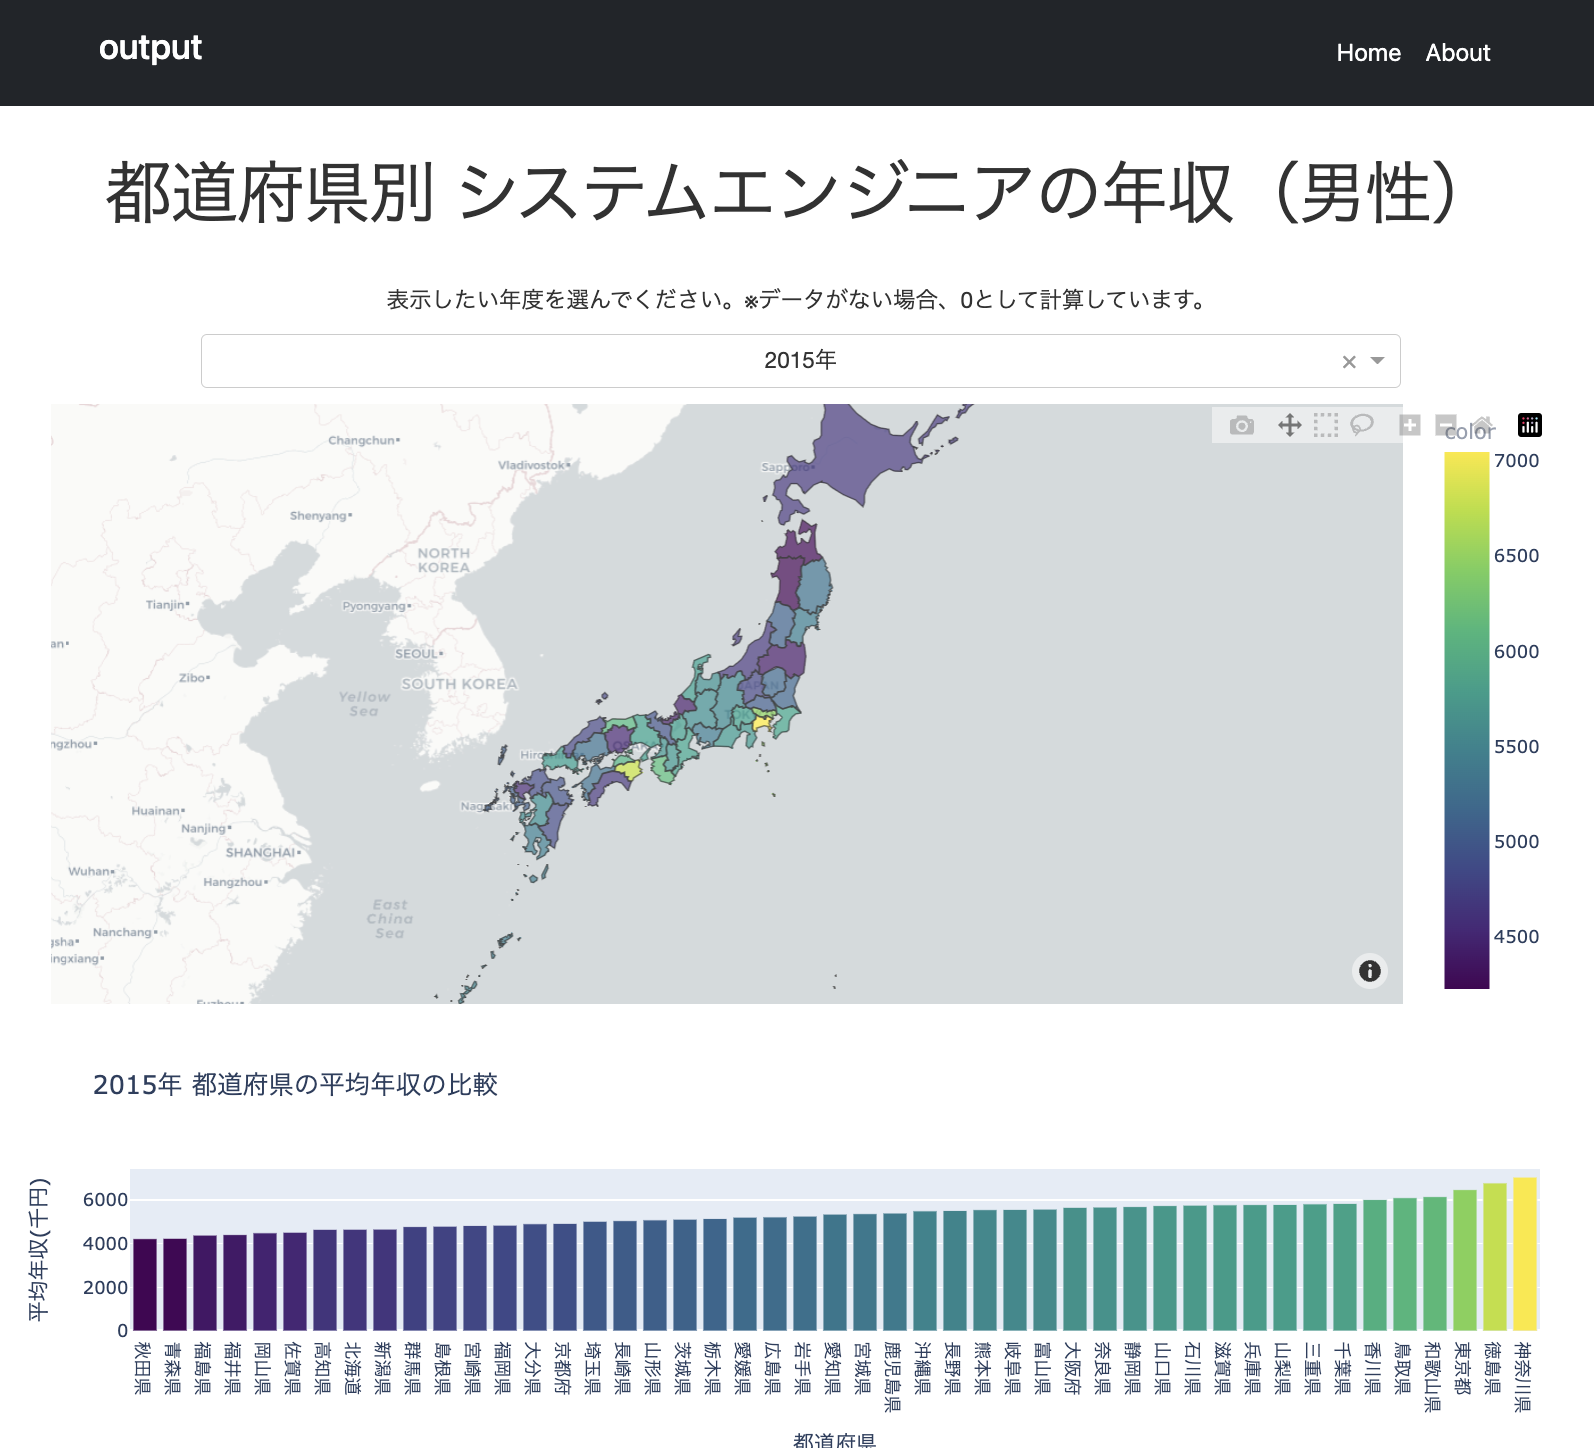 output
Home About
都道府県別 システムエンジニアの年収（男性）
表示したい年度を選んでください。※データがない場合、0として計算しています。
2015年
color
7000
6500
6000
5500
5000
4500
Changchun
Vladivostok
Sapporo
Shenyang
NORTH
KOREA
Tianjin
Pyongyang
SEOUL
Zibo
SOUTH KOREA
Yellow
Sea
JAPAN
Huainan
Nanjing
SHANGHAI
Wuhan
Hangzhou
Nagasaki
East
China
Sea
Nanchang
2015年 都道府県の平均年収の比較
平均年収(千円)
6000
4000
2000
0
秋田県
青森県
福島県
福井県
岡山県
佐賀県
高知県
北海道
新潟県
群馬県
島根県
宮崎県
福岡県
大分県
京都府
埼玉県
長崎県
山形県
茨城県
栃木県
愛媛県
広島県
岩手県
愛知県
宮城県
鹿児島県
沖縄県
長野県
熊本県
岐阜県
富山県
大阪府
奈良県
静岡県
山口県
石川県
滋賀県
兵庫県
山梨県
三重県
千葉県
香川県
鳥取県
和歌山県
東京都
徳島県
神奈川県
都道府県